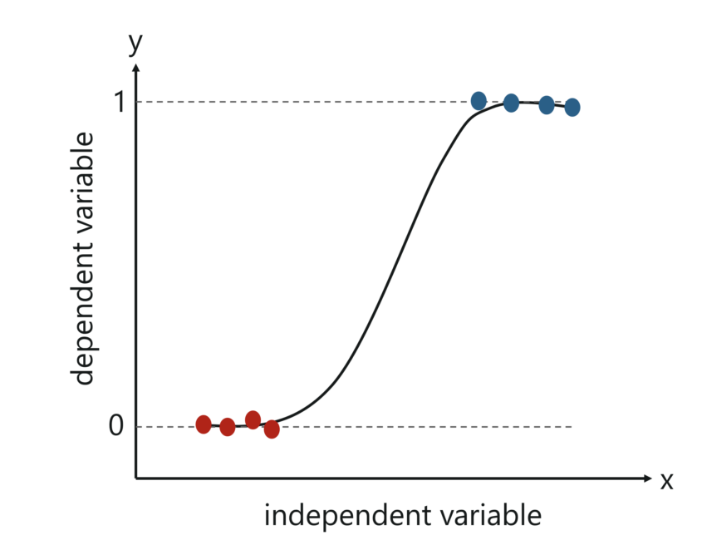 y
1
dependent variable
0
x
independent variable